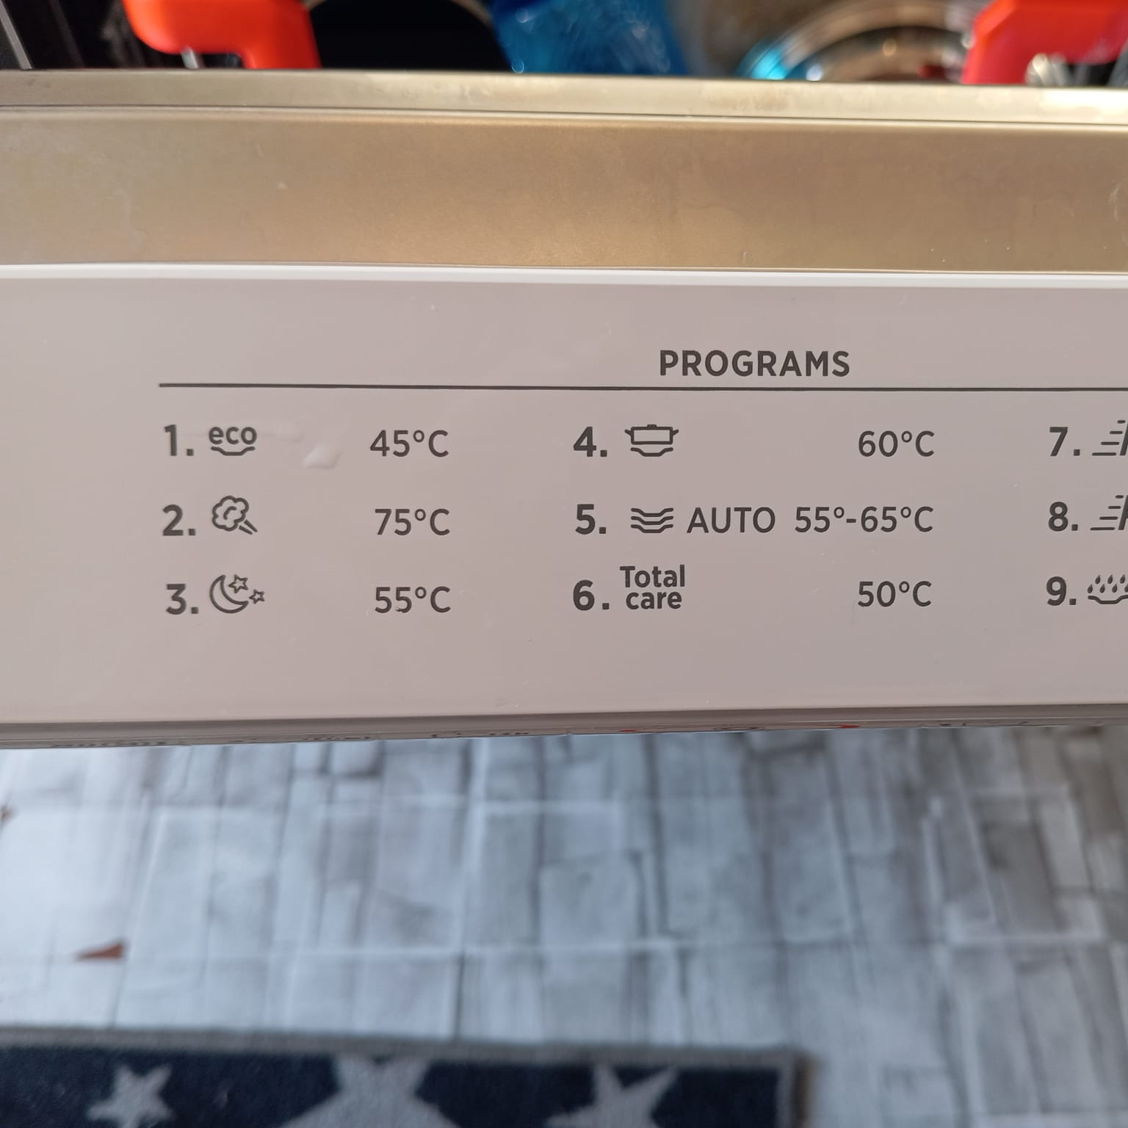 PROGRAMS
1. eco 45°C 4. 60°C 7.
2. 75°C 5. AUTO 55°-65°C 8.
3. 55°C 6. Total care 50°C 9.